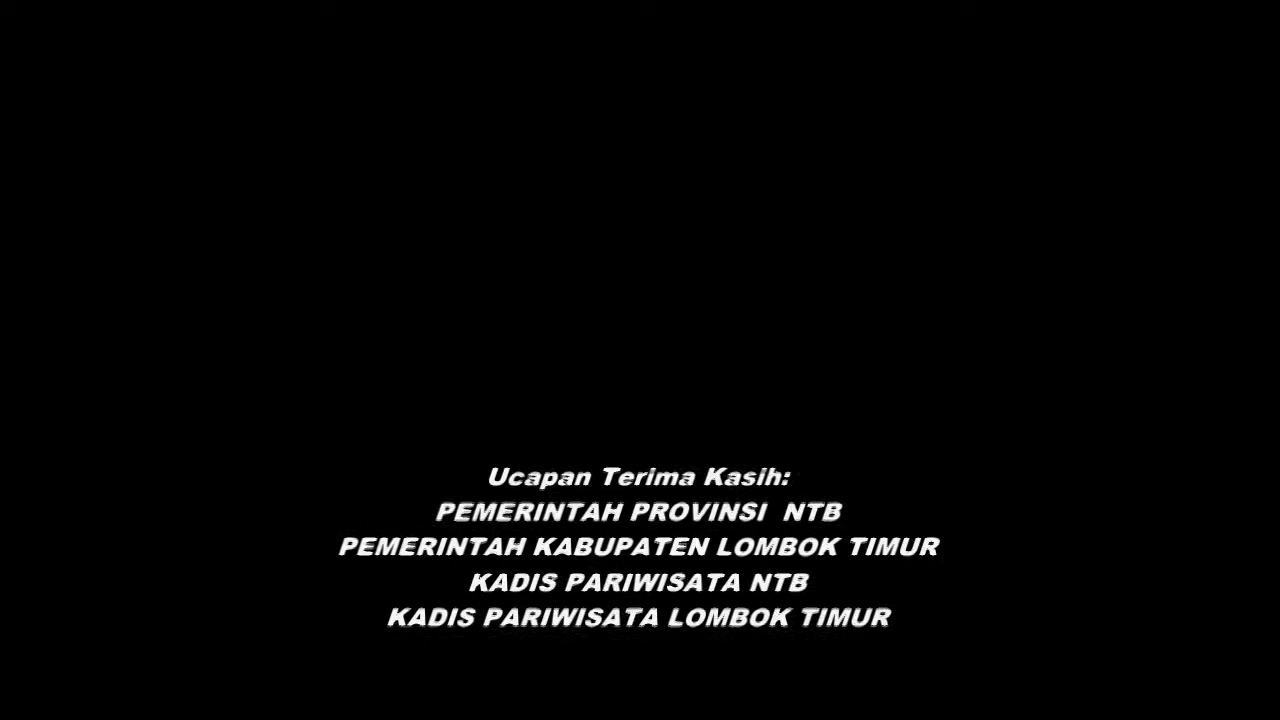 Ucapan Terima Kasih:
PEMERINTAH PROVINSI NTB
PEMERINTAH KABUPATEN LOMBOK TIMUR
KADIS PARIWISATA NTB
KADIS PARIWISATA LOMBOK TIMUR